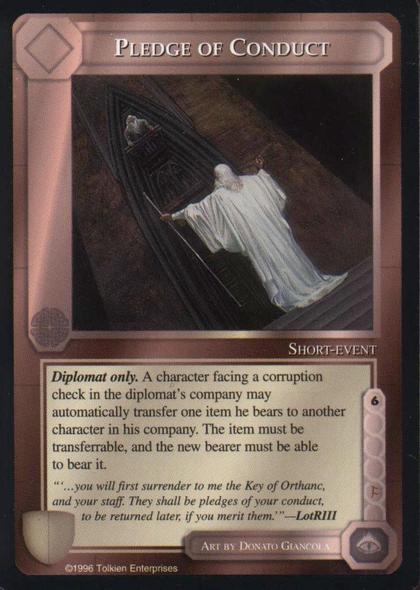 PLEDGE OF CONDUCT
SHORT-EVENT
Diplomat only. A character facing a corruption
check in the diplomat's company may
automatically transfer one item he bears to another
character in his company. The item must be
transferrable, and the new bearer must be able
to bear it.
6
"'...you will first surrender to me the Key of Orthanc,
and your staff. They shall be pledges of your conduct,
to be returned later, if you merit them.'"—LotRIII
F
ART BY DONATO GIANCOLA
©1996 Tolkien Enterprises